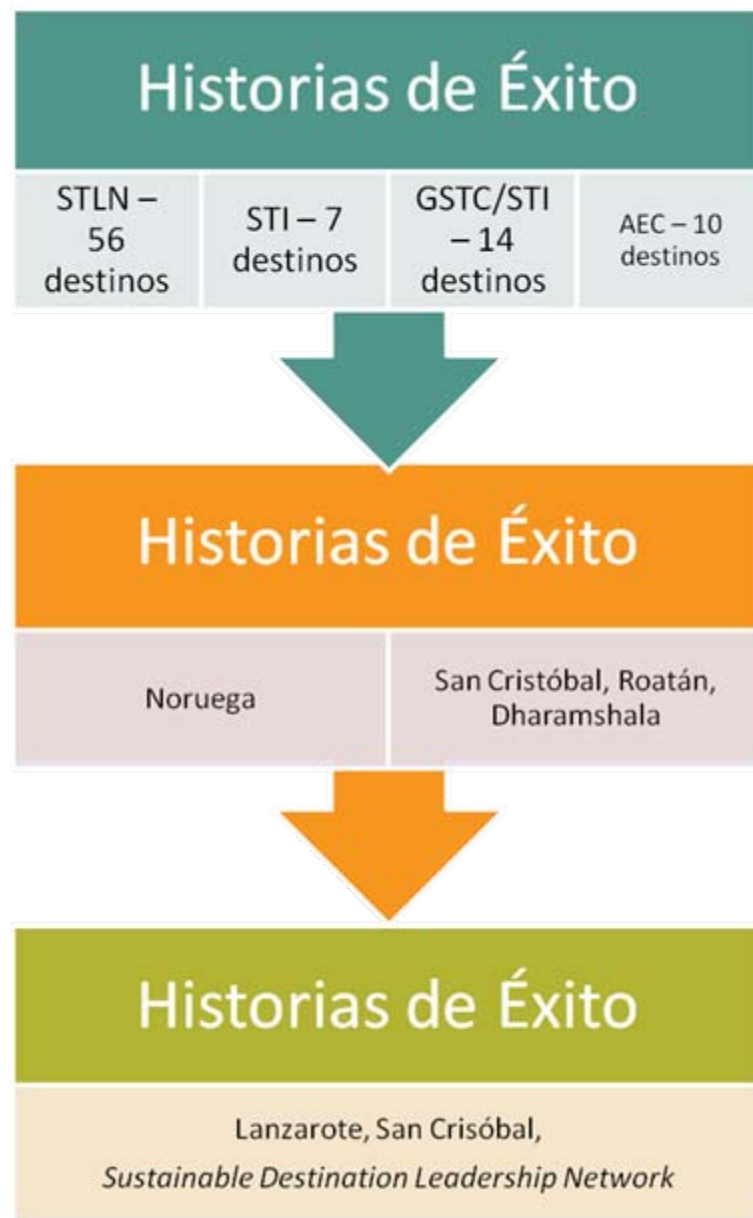 Historias de Éxito
STLN –
56
destinos
STI – 7
destinos
GSTC/STI
– 14
destinos
AEC – 10
destinos
Historias de Éxito
Noruega
San Cristóbal, Roatán,
Dharamshala
Historias de Éxito
Lanzarote, San Crisóbal,
Sustainable Destination Leadership Network